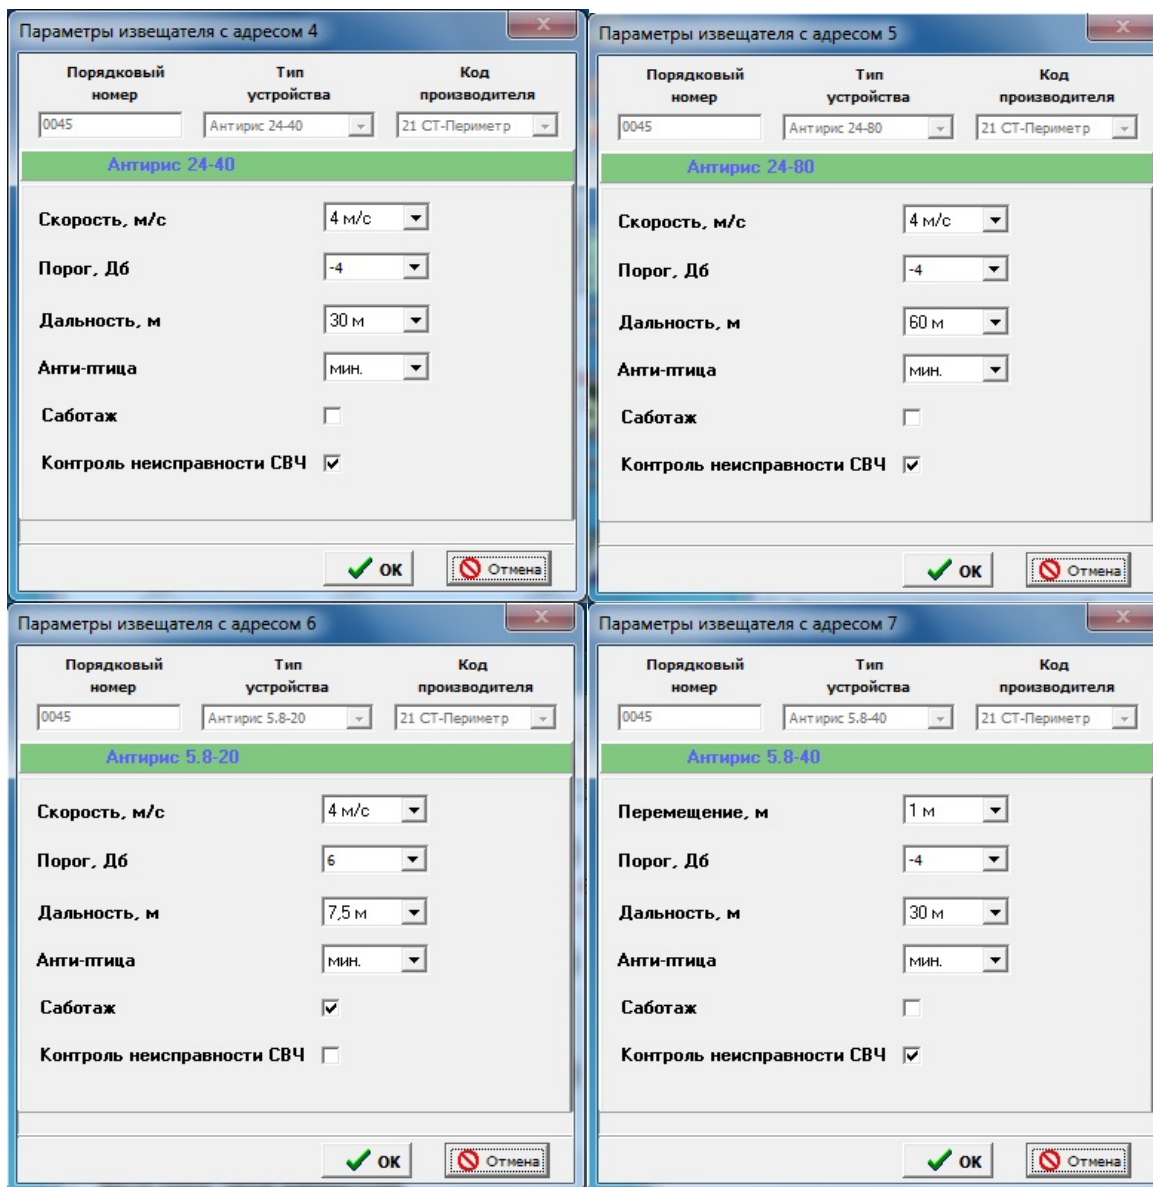 Параметры извещателя с адресом 4
Порядковый номер
Тип устройства
Код производителя
0045
Антирис 24-40
21 СТ-Периметр
Антирис 24-40
Скорость, м/с
4 м/с
Порог, Дб
-4
Дальность, м
30 м
Анти-птица
мин.
Саботаж
Контроль неисправности СВЧ
ОК
Отмена
Параметры извещателя с адресом 5
Порядковый номер
Тип устройства
Код производителя
0045
Антирис 24-80
21 СТ-Периметр
Антирис 24-80
Скорость, м/с
4 м/с
Порог, Дб
-4
Дальность, м
60 м
Анти-птица
мин.
Саботаж
Контроль неисправности СВЧ
ОК
Отмена
Параметры извещателя с адресом 6
Порядковый номер
Тип устройства
Код производителя
0045
Антирис 5.8-20
21 СТ-Периметр
Антирис 5.8-20
Скорость, м/с
4 м/с
Порог, Дб
6
Дальность, м
7,5 м
Анти-птица
мин.
Саботаж
Контроль неисправности СВЧ
ОК
Отмена
Параметры извещателя с адресом 7
Порядковый номер
Тип устройства
Код производителя
0045
Антирис 5.8-40
21 СТ-Периметр
Антирис 5.8-40
Перемещение, м
1 м
Порог, Дб
-4
Дальность, м
30 м
Анти-птица
мин.
Саботаж
Контроль неисправности СВЧ
ОК
Отмена